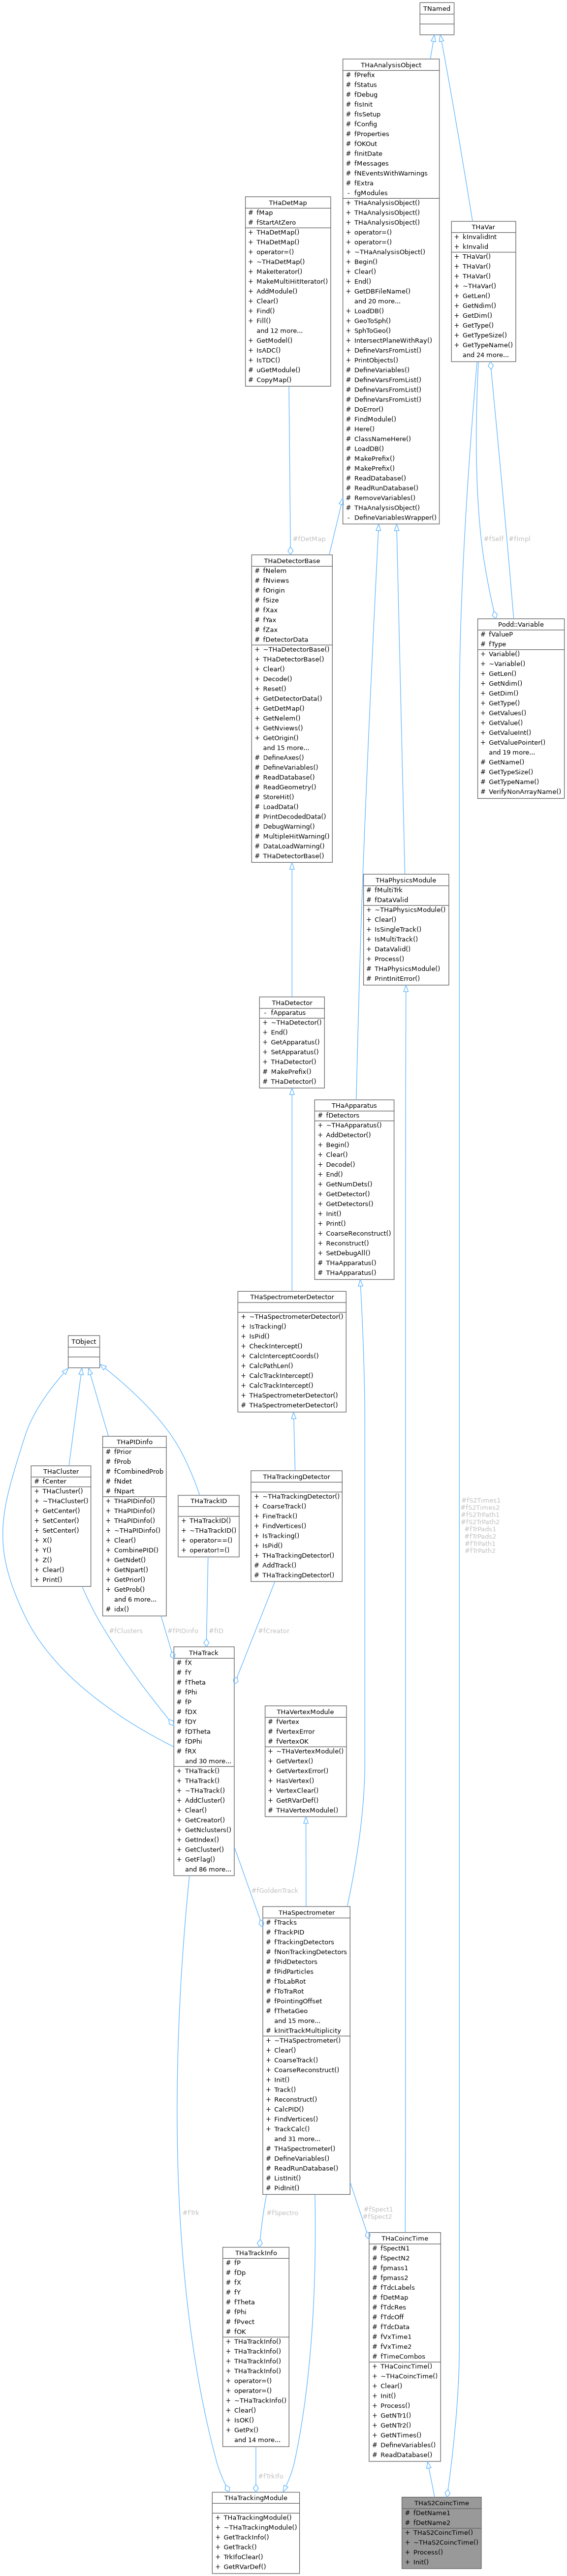 TNamed
THaAnalysisObject
# fPrefix
# fStatus
# fDebug
# fIsInit
# fIsSetup
# fConfig
# fProperties
# fOKOut
# fInitDate
# fMessages
# fNEventsWithWarnings
# fExtra
- fgModules
+ THaAnalysisObject()
+ THaAnalysisObject()
+ THaAnalysisObject()
+ operator=()
+ operator=()
+ ~THaAnalysisObject()
+ Begin()
+ Clear()
+ End()
+ GetDBFileName()
and 20 more...
+ LoadDB()
+ GeoToSph()
+ SphToGeo()
+ IntersectPlaneWithRay()
+ DefineVarsFromList()
+ PrintObjects()
# DefineVariables()
# DefineVarsFromList()
# DefineVarsFromList()
# DefineVarsFromList()
# DoError()
# FindModule()
# Here()
# ClassNameHere()
# LoadDB()
# MakePrefix()
# MakePrefix()
# ReadDatabase()
# ReadRunDatabase()
# RemoveVariables()
# THaAnalysisObject()
- DefineVariablesWrapper()
THaDetMap
# fMap
# fStartAtZero
+ THaDetMap()
+ THaDetMap()
+ operator=()
+ ~THaDetMap()
+ MakeIterator()
+ MakeMultiHitIterator()
+ AddModule()
+ Clear()
+ Find()
+ Fill()
and 12 more...
+ GetModel()
+ IsADC()
+ IsTDC()
# uGetModule()
# CopyMap()
THaVar
+ kInvalidInt
+ kInvalid
+ THaVar()
+ THaVar()
+ THaVar()
+ ~THaVar()
+ GetLen()
+ GetNdim()
+ GetDim()
+ GetType()
+ GetTypeSize()
+ GetTypeName()
and 24 more...
#fDetMap
#fSelf
#fImpl
THaDetectorBase
# fNelem
# fNviews
# fOrigin
# fSize
# fXax
# fYax
# fZax
# fDetectorData
+ ~THaDetectorBase()
+ THaDetectorBase()
+ Clear()
+ Decode()
+ Reset()
+ GetDetectorData()
+ GetDetMap()
+ GetNelem()
+ GetNviews()
+ GetOrigin()
and 15 more...
# DefineAxes()
# DefineVariables()
# ReadDatabase()
# ReadGeometry()
# StoreHit()
# LoadData()
# PrintDecodedData()
# DebugWarning()
# MultipleHitWarning()
# DataLoadWarning()
# THaDetectorBase()
Podd::Variable
# fValueP
# fType
+ Variable()
+ ~Variable()
+ GetLen()
+ GetNdim()
+ GetDim()
+ GetType()
+ GetValues()
+ GetValue()
+ GetValueInt()
+ GetValuePointer()
and 19 more...
# GetName()
# GetTypeSize()
# GetTypeName()
# VerifyNonArrayName()
THaPhysicsModule
# fMultiTrk
# fDataValid
+ ~THaPhysicsModule()
+ Clear()
+ IsSingleTrack()
+ IsMultiTrack()
+ DataValid()
+ Process()
# THaPhysicsModule()
# PrintInitError()
THaDetector
- fApparatus
+ ~THaDetector()
+ End()
+ GetApparatus()
+ SetApparatus()
+ THaDetector()
# MakePrefix()
# THaDetector()
THaApparatus
# fDetectors
+ ~THaApparatus()
+ AddDetector()
+ Begin()
+ Clear()
+ Decode()
+ End()
+ GetNumDets()
+ GetDetector()
+ GetDetectors()
+ Init()
+ Print()
+ CoarseReconstruct()
+ Reconstruct()
+ SetDebugAll()
# THaApparatus()
# THaApparatus()
THaSpectrometerDetector
+ ~THaSpectrometerDetector()
+ IsTracking()
+ IsPid()
+ CheckIntercept()
+ CalcInterceptCoords()
+ CalcPathLen()
+ CalcTrackIntercept()
+ CalcTrackIntercept()
+ THaSpectrometerDetector()
# THaSpectrometerDetector()
TObject
THaCluster
# fCenter
+ THaCluster()
+ ~THaCluster()
+ GetCenter()
+ SetCenter()
+ SetCenter()
+ X()
+ Y()
+ Z()
+ Clear()
+ Print()
THaPIDinfo
# fPrior
# fProb
# fCombinedProb
# fNdet
# fNpart
+ THaPIDinfo()
+ THaPIDinfo()
+ THaPIDinfo()
+ ~THaPIDinfo()
+ Clear()
+ CombinePID()
+ GetNdet()
+ GetNpart()
+ GetPrior()
+ GetProb()
and 6 more...
# idx()
THaTrackID
+ THaTrackID()
+ ~THaTrackID()
+ operator==()
+ operator!=()
THaTrackingDetector
+ ~THaTrackingDetector()
+ CoarseTrack()
+ FineTrack()
+ FindVertices()
+ IsTracking()
+ IsPid()
+ THaTrackingDetector()
# AddTrack()
# THaTrackingDetector()
#fS2Times1
#fS2Times2
#fS2TrPath1
#fS2TrPath2
#fTrPads1
#fTrPads2
#fTrPath1
#fTrPath2
#fClusters
#fPIDinfo
#fID
#fCreator
THaTrack
# fX
# fY
# fTheta
# fPhi
# fP
# fDX
# fDY
# fDTheta
# fDPhi
# fRX
and 30 more...
+ THaTrack()
+ THaTrack()
+ ~THaTrack()
+ AddCluster()
+ Clear()
+ GetCreator()
+ GetNclusters()
+ GetIndex()
+ GetCluster()
+ GetFlag()
and 86 more...
THaVertexModule
# fVertex
# fVertexError
# fVertexOK
+ ~THaVertexModule()
+ GetVertex()
+ GetVertexError()
+ HasVertex()
+ VertexClear()
+ GetRVarDef()
# THaVertexModule()
#fGoldenTrack
THaSpectrometer
# fTracks
# fTrackPID
# fTrackingDetectors
# fNonTrackingDetectors
# fPidDetectors
# fPidParticles
# fToLabRot
# fToTraRot
# fPointingOffset
# fThetaGeo
and 15 more...
# kInitTrackMultiplicity
+ ~THaSpectrometer()
+ Clear()
+ CoarseTrack()
+ CoarseReconstruct()
+ Init()
+ Track()
+ Reconstruct()
+ CalcPID()
+ FindVertices()
+ TrackCalc()
and 31 more...
# THaSpectrometer()
# DefineVariables()
# ReadRunDatabase()
# ListInit()
# PidInit()
#fTrk
#fSpectro
#fSpect1
#fSpect2
THaTrackInfo
# fP
# fDp
# fX
# fY
# fTheta
# fPhi
# fPvect
# fOK
+ THaTrackInfo()
+ THaTrackInfo()
+ THaTrackInfo()
+ THaTrackInfo()
+ operator=()
+ operator=()
+ ~THaTrackInfo()
+ Clear()
+ IsOK()
+ GetPx()
and 14 more...
THaCoincTime
# fSpectN1
# fSpectN2
# fpmass1
# fpmass2
# fTdcLabels
# fDetMap
# fTdcRes
# fTdcOff
# fTdcData
# fVxTime1
# fVxTime2
# fTimeCombos
+ THaCoincTime()
+ ~THaCoincTime()
+ Clear()
+ Init()
+ Process()
+ GetNTr1()
+ GetNTr2()
+ GetNTimes()
# DefineVariables()
# ReadDatabase()
#fTrkIfo
THaTrackingModule
+ THaTrackingModule()
+ ~THaTrackingModule()
+ GetTrackInfo()
+ GetTrack()
+ TrkIfoClear()
+ GetRVarDef()
THaS2CoincTime
# fDetName1
# fDetName2
+ THaS2CoincTime()
+ ~THaS2CoincTime()
+ Process()
+ Init()